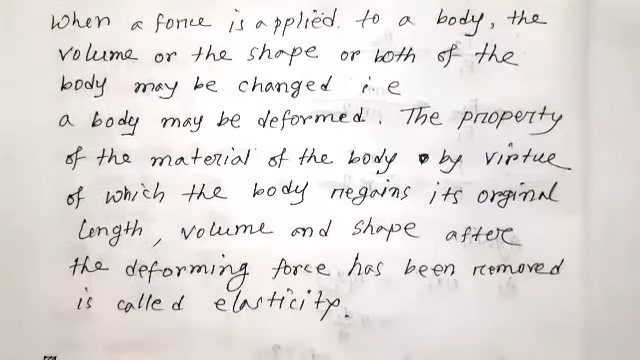 When a force is applied to a body, the
volume or the shape or both of the
body may be changed i.e
a body may be deformed. The property
of the material of the body by virtue
of which the body regains its orginal
length, volume and shape after
the deforming force has been removed
is called elasticity.